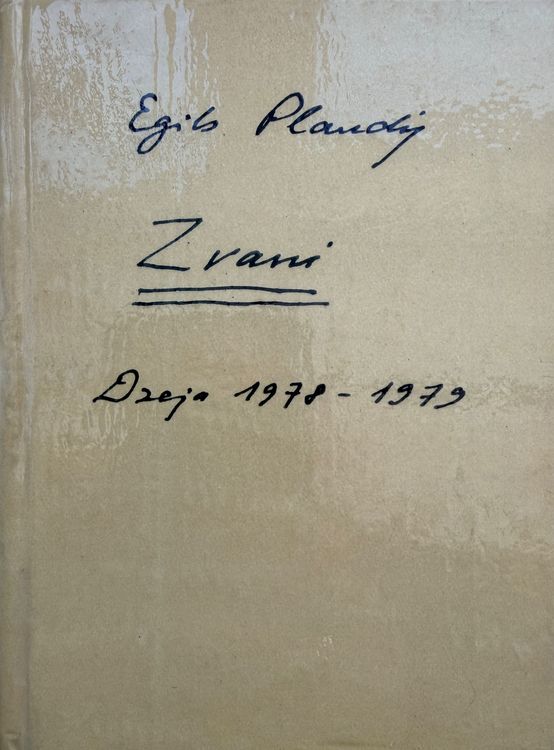 Egils Plaudis
Zvani
Dzeja 1978 - 1979